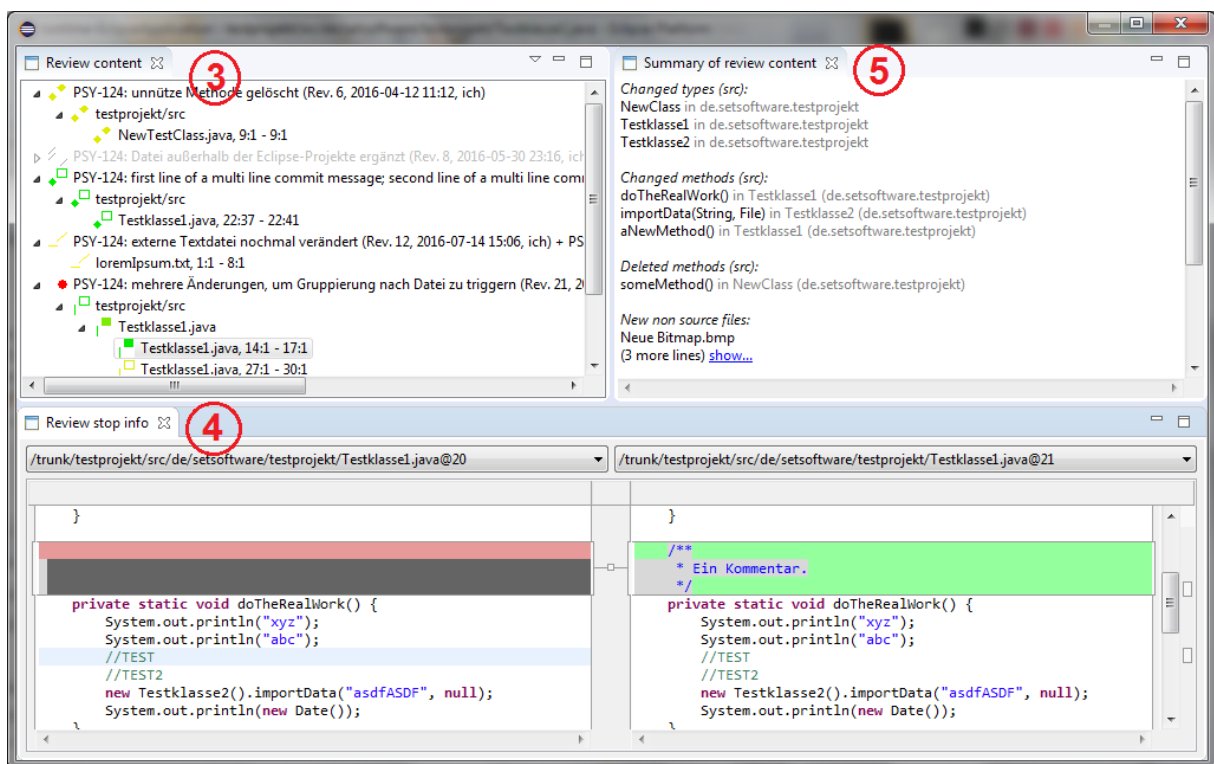 Review content
3
PSY-124: unnütze Methode gelöscht (Rev. 6, 2016-04-12 11:12, ich)
testprojekt/src
NewTestClass.java, 9:1 - 9:1
PSY-124: Datei außerhalb der Eclipse-Projekte ergänzt (Rev. 8, 2016-05-30 23:16, ich
PSY-124: first line of a multi line commit message; second line of a multi line com
testprojekt/src
Testklasse1.java, 22:37 - 22:41
PSY-124: externe Textdatei nochmal verändert (Rev. 12, 2016-07-14 15:06, ich) + PS
loremIpsum.txt, 1:1 - 8:1
PSY-124: mehrere Änderungen, um Gruppierung nach Datei zu triggern (Rev. 21, 2
testprojekt/src
Testklasse1.java
Testklasse1.java, 14:1 - 17:1
Testklasse1.java, 27:1 - 30:1
Summary of review content
5
Changed types (src):
NewClass in de.setsoftware.testprojekt
Testklasse1 in de.setsoftware.testprojekt
Testklasse2 in de.setsoftware.testprojekt
Changed methods (src):
doTheRealWork() in Testklasse1 (de.setsoftware.testprojekt)
importData(String, File) in Testklasse2 (de.setsoftware.testprojekt)
aNewMethod() in Testklasse1 (de.setsoftware.testprojekt)
Deleted methods (src):
someMethod() in NewClass (de.setsoftware.testprojekt)
New non source files:
Neue Bitmap.bmp
(3 more lines) show...
Review stop info
4
/trunk/testprojekt/src/de/setsoftware/testprojekt/Testklasse1.java@20
}
private static void doTheRealWork() {
System.out.println("xyz");
System.out.println("abc");
//TEST
//TEST2
new Testklasse2().importData("asdfASDF", null);
System.out.println(new Date());
}
/trunk/testprojekt/src/de/setsoftware/testprojekt/Testklasse1.java@21
}
/**
* Ein Kommentar.
*/
private static void doTheRealWork() {
System.out.println("xyz");
System.out.println("abc");
//TEST
//TEST2
new Testklasse2().importData("asdfASDF", null);
System.out.println(new Date());
}